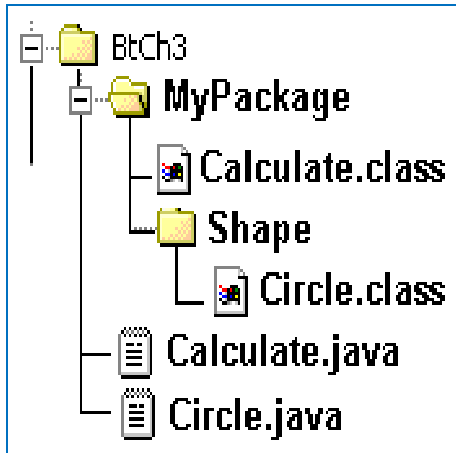 BtCh3
MyPackage
Calculate.class
Shape
Circle.class
Calculate.java
Circle.java